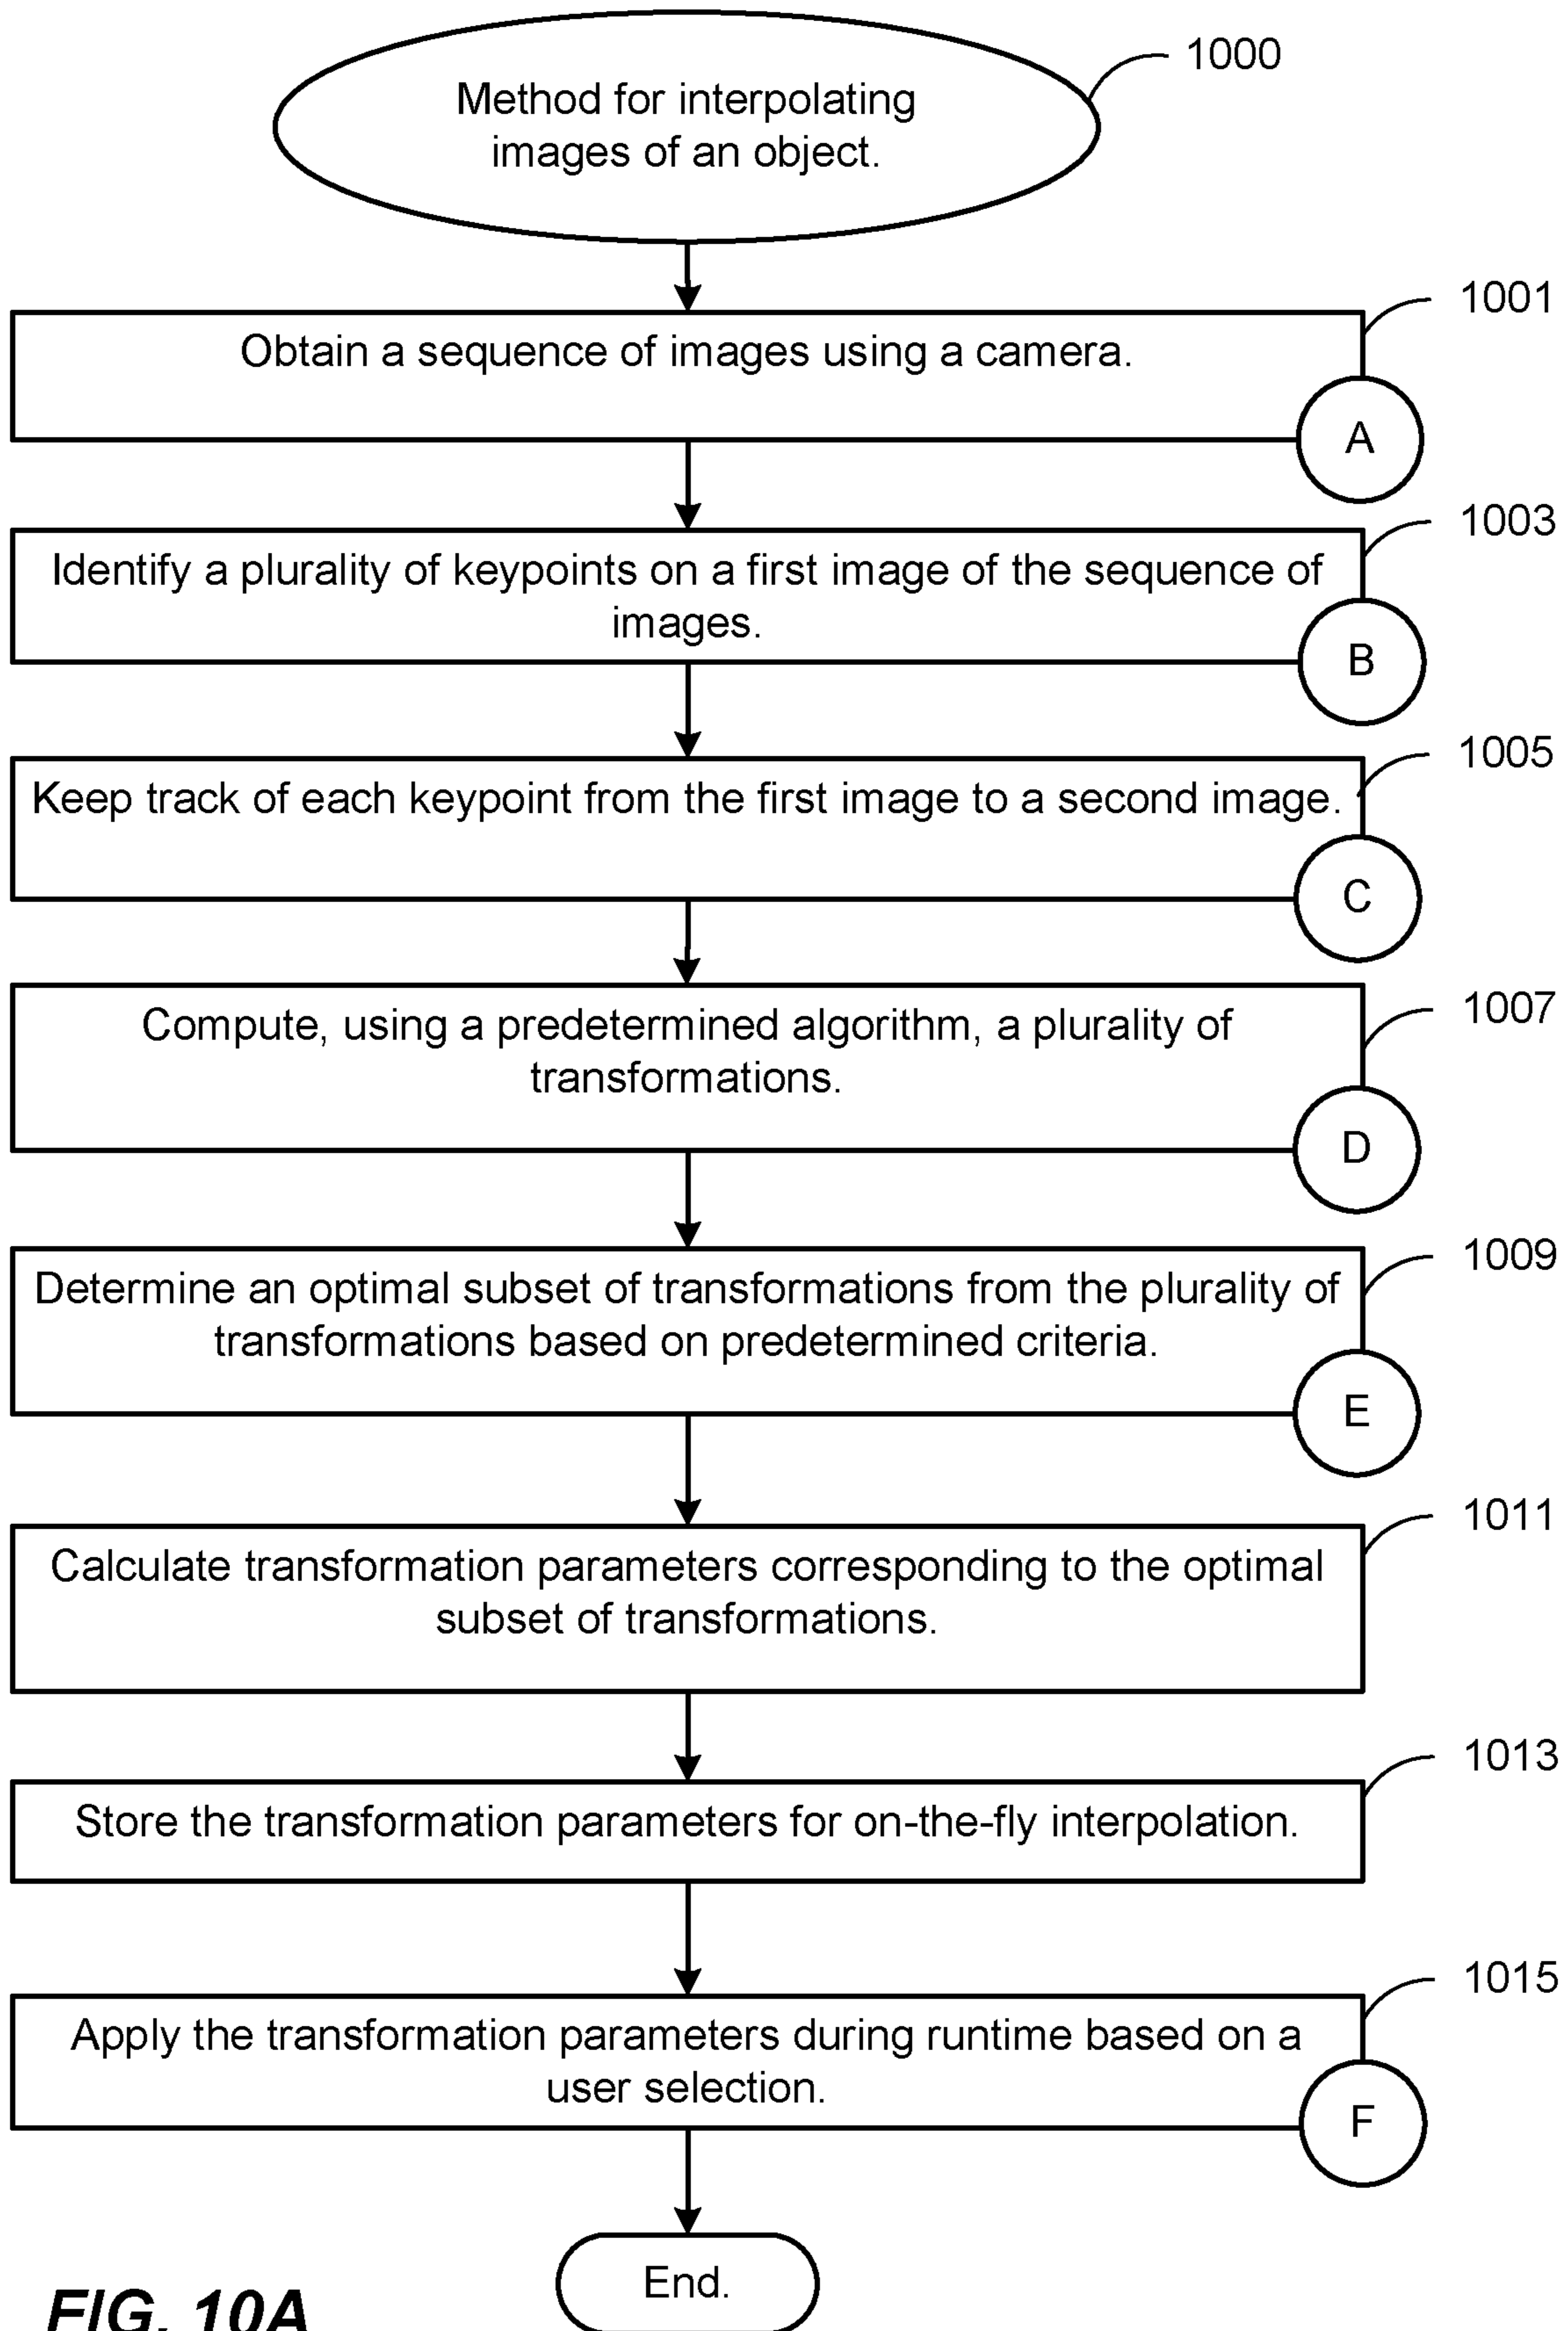 1000
Method for interpolating
images of an object.
1001
Obtain a sequence of images using a camera.
A
1003
Identify a plurality of keypoints on a first image of the sequence of
images.
B
1005
Keep track of each keypoint from the first image to a second image.
C
1007
Compute, using a predetermined algorithm, a plurality of
transformations.
D
1009
Determine an optimal subset of transformations from the plurality of
transformations based on predetermined criteria.
E
1011
Calculate transformation parameters corresponding to the optimal
subset of transformations.
1013
Store the transformation parameters for on-the-fly interpolation.
1015
Apply the transformation parameters during runtime based on a
user selection.
F
End.
FIG. 10A